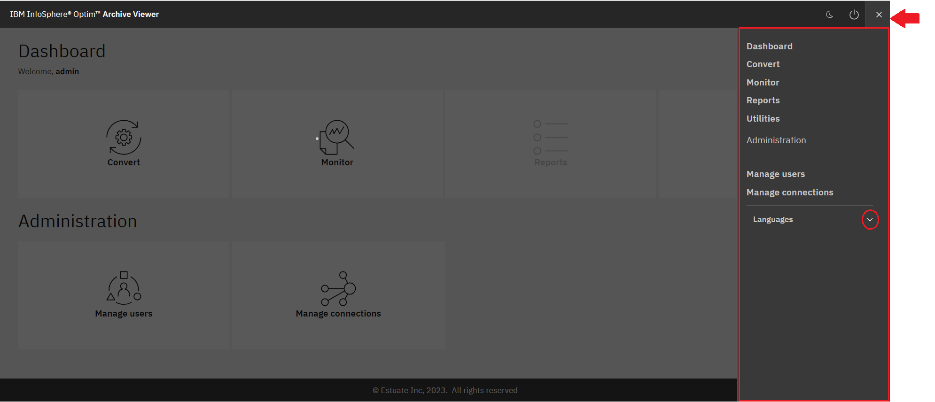 IBM InfoSphere® Optim™ Archive Viewer
Dashboard
Welcome, admin
Convert
Monitor
Reports
Administration
Manage users
Manage connections
Dashboard
Convert
Monitor
Reports
Utilities
Administration
Manage users
Manage connections
Languages
© Estuate Inc, 2023. All rights reserved